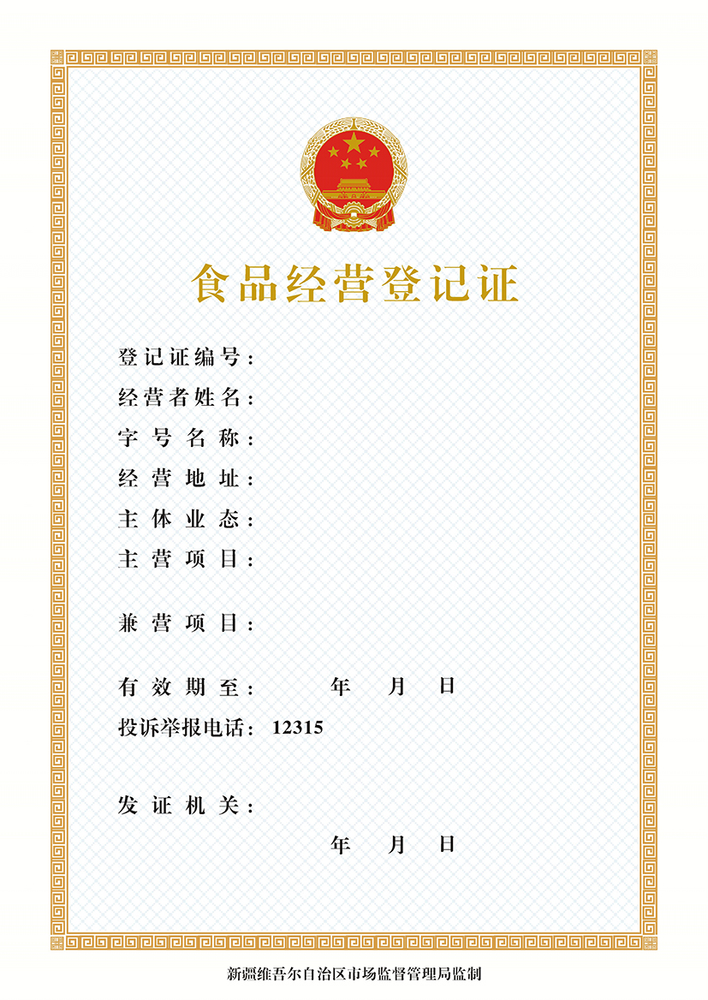 食品经营登记证
登记证编号：
经营者姓名：
字号名称：
经营地址：
主体业态：
主营项目：
兼营项目：
有效期至： 年 月 日
投诉举报电话：12315
发证机关：
年 月 日
新疆维吾尔自治区市场监督管理局监制